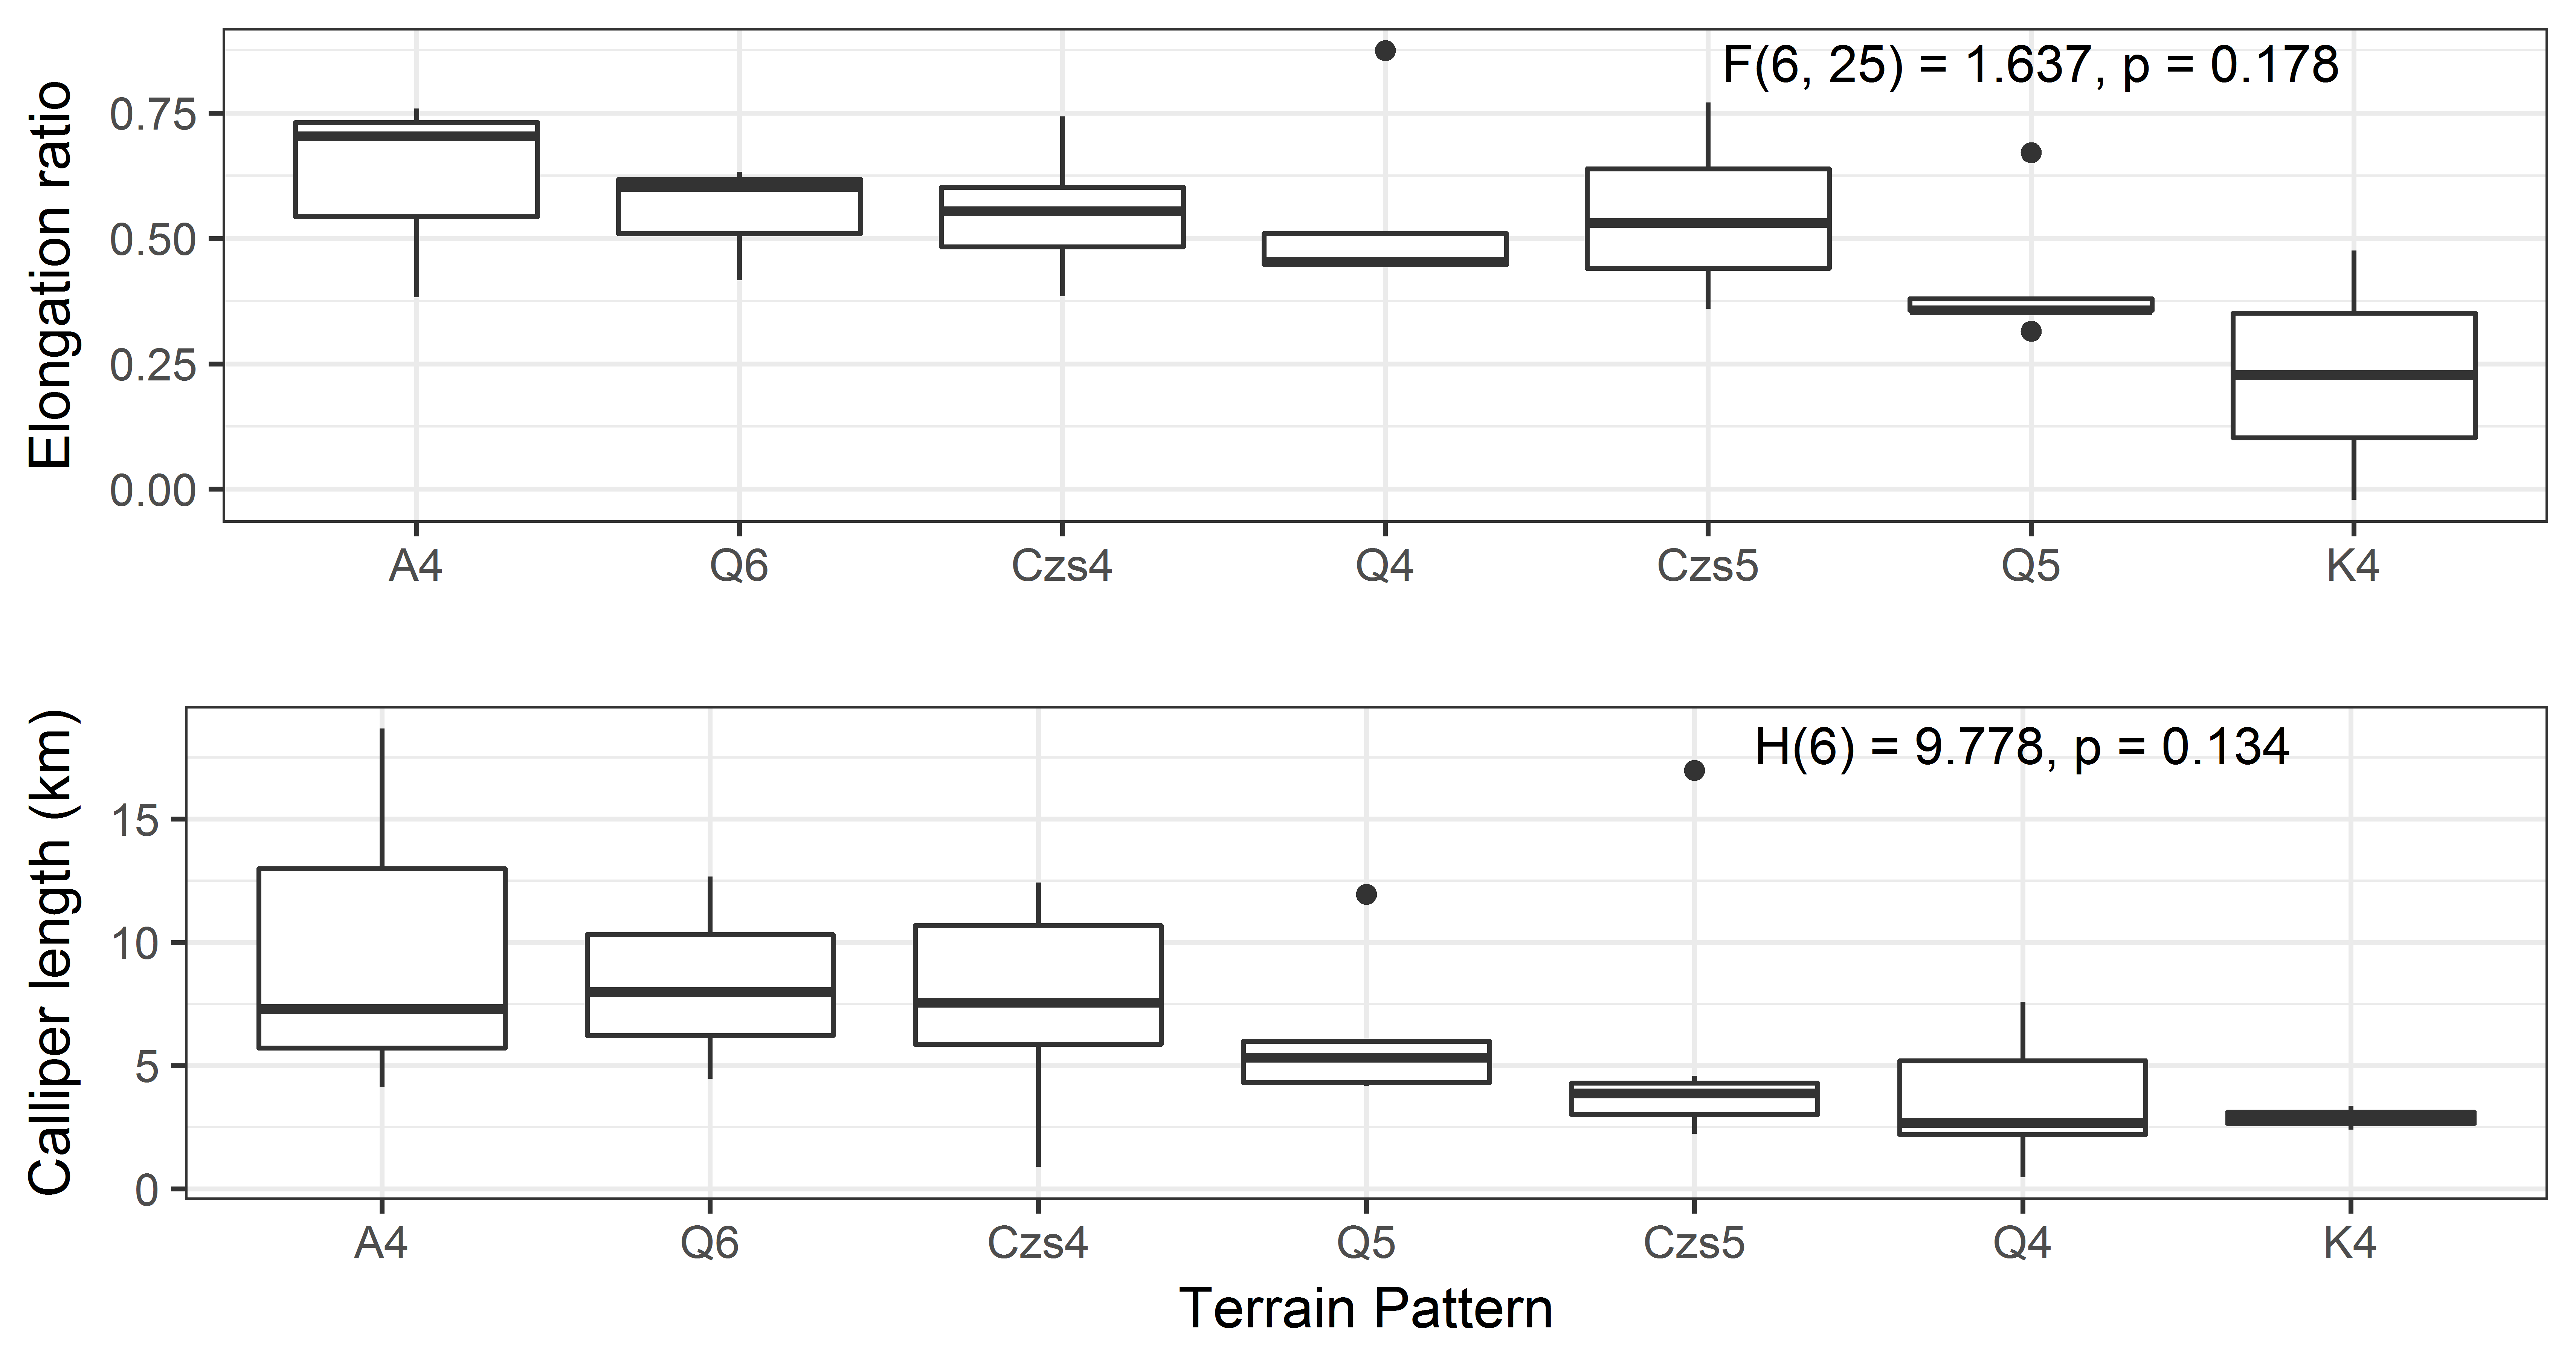 F(6, 25) = 1.637, p = 0.178
Elongation ratio
0.75
0.50
0.25
0.00
A4 Q6 Czs4 Q4 Czs5 Q5 K4
H(6) = 9.778, p = 0.134
Calliper length (km)
15
10
5
0
A4 Q6 Czs4 Q5 Czs5 Q4 K4
Terrain Pattern